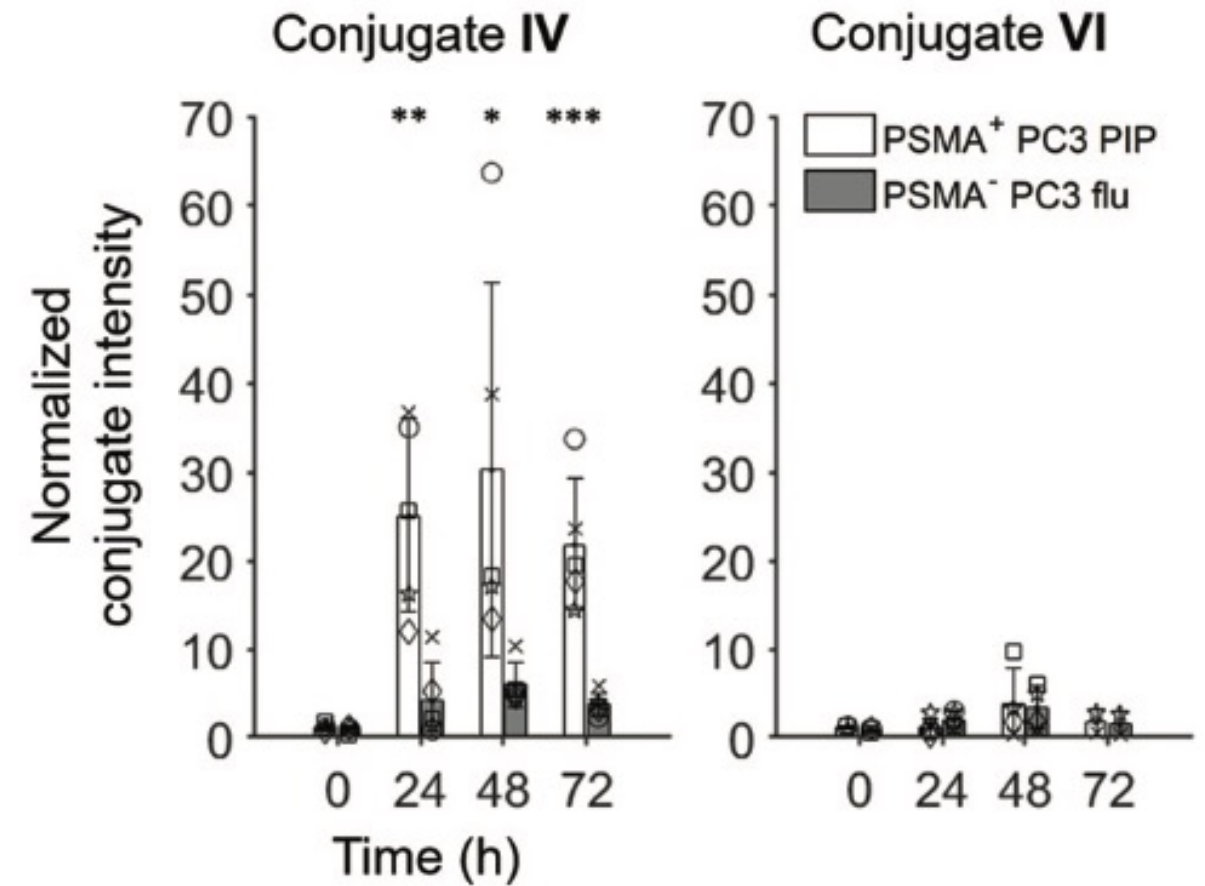 Conjugate IV
Conjugate VI
** * ***
70
60
50
40
30
20
10
0
0 24 48 72
Time (h)
Normalized
conjugate intensity
70
60
50
40
30
20
10
0
0 24 48 72
PSMA⁺ PC3 PIP
PSMA⁻ PC3 flu